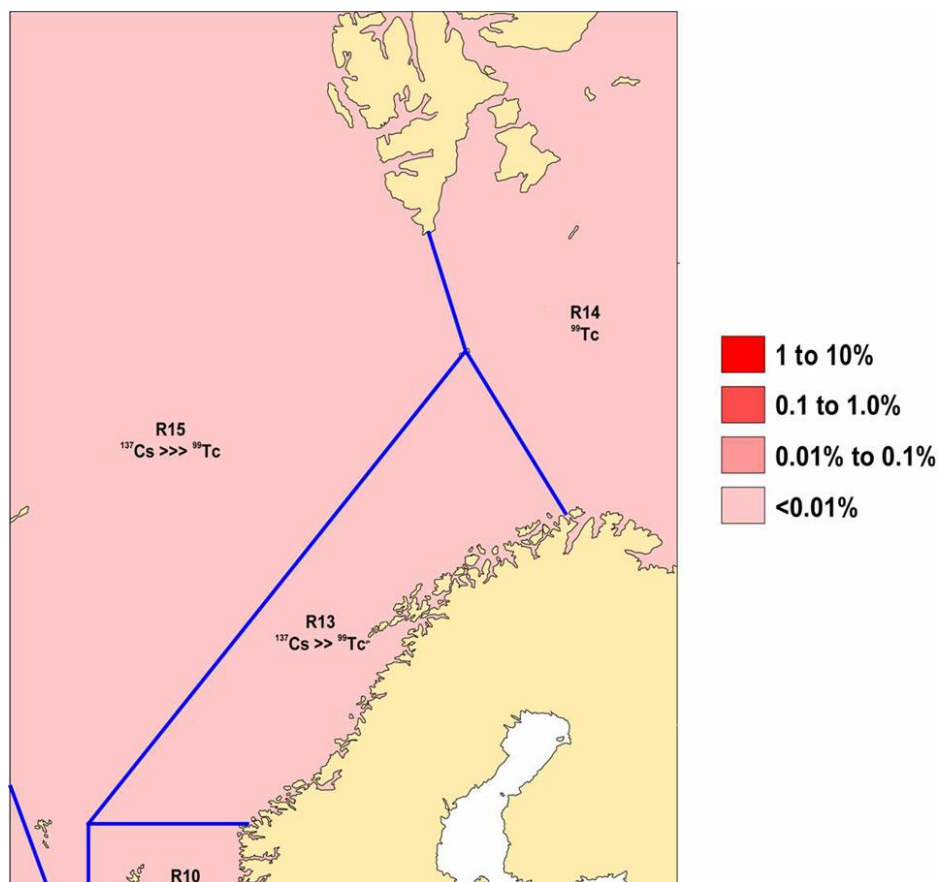 R14
⁹⁹Tc
1 to 10%
0.1 to 1.0%
R15
¹³⁷Cs >>> ⁹⁹Tc
0.01% to 0.1%
<0.01%
R13
¹³⁷Cs >> ⁹⁹Tc
R10